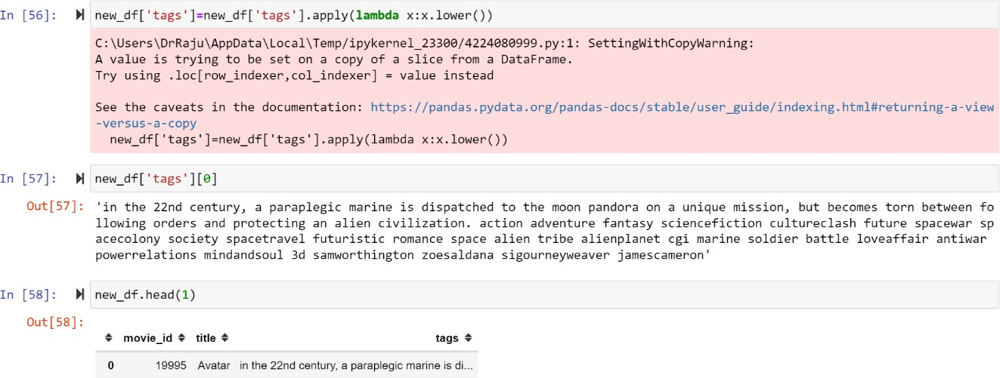 In [56]: new_df['tags']=new_df['tags'].apply(lambda x:x.lower())
C:\Users\DrRaju\AppData\Local\Temp/ipykernel_23300/4224080999.py:1: SettingWithCopyWarning:
A value is trying to be set on a copy of a slice from a DataFrame.
Try using .loc[row_indexer,col_indexer] = value instead
See the caveats in the documentation: https://pandas.pydata.org/pandas-docs/stable/user_guide/indexing.html#returning-a-view
-versus-a-copy
new_df['tags']=new_df['tags'].apply(lambda x:x.lower())
In [57]: new_df['tags'][0]
Out[57]: 'in the 22nd century, a paraplegic marine is dispatched to the moon pandora on a unique mission, but becomes torn between fo
llowing orders and protecting an alien civilization. action adventure fantasy sciencefiction cultureclash future spacewar sp
acecolony society spacetravel futuristic romance space alien tribe alienplanet cgi marine soldier battle loveaffair antiwar
powerrelations mindandsoul 3d samworthington zoesaldana sigourneyweaver jamescameron'
In [58]: new_df.head(1)
Out[58]:
movie_id title tags
0 19995 Avatar in the 22nd century, a paraplegic marine is di...